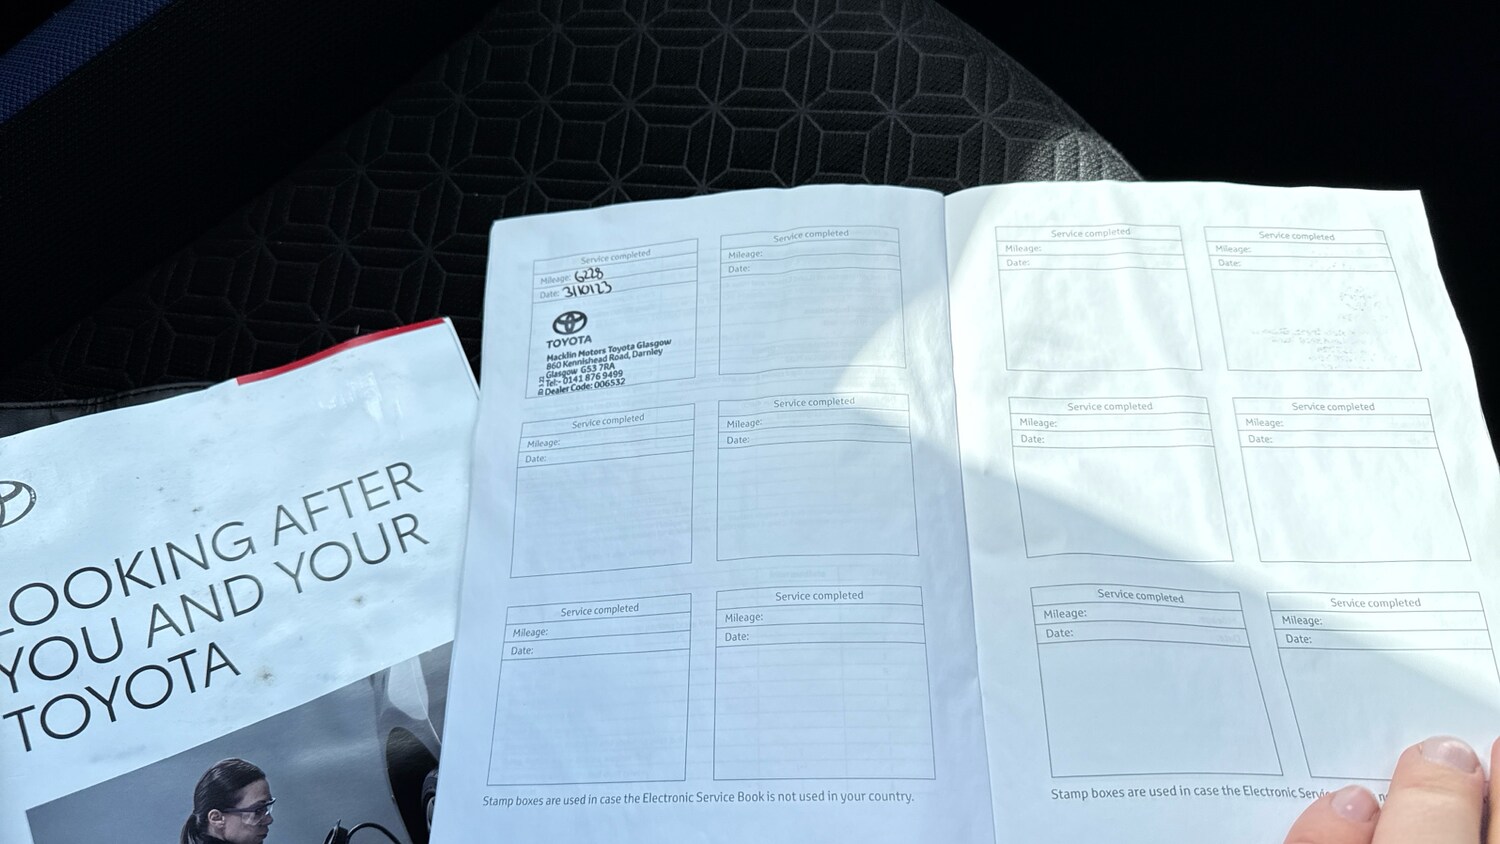 LOOKING AFTER
YOU AND YOUR
TOYOTA
Service completed
Mileage: 6228
Date: 3/10/23
TOYOTA
Macklin Motors Toyota Glasgow
860 Kennishead Road, Darnley
Glasgow G53 7RA
Tel:- 0141 876 9499
Dealer Code: 006532
Service completed
Mileage:
Date:
Service completed
Mileage:
Date:
Service completed
Mileage:
Date:
Service completed
Mileage:
Date:
Service completed
Mileage:
Date:
Stamp boxes are used in case the Electronic Service Book is not used in your country.
Service completed
Mileage:
Date:
Service completed
Mileage:
Date:
Service completed
Mileage:
Date:
Service completed
Mileage:
Date:
Service completed
Mileage:
Date:
Service completed
Mileage:
Date:
Stamp boxes are used in case the Electronic